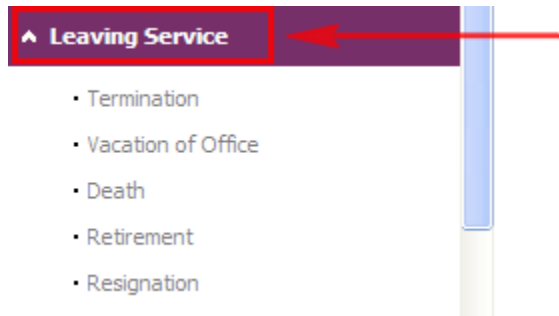 Leaving Service
Termination
Vacation of Office
Death
Retirement
Resignation